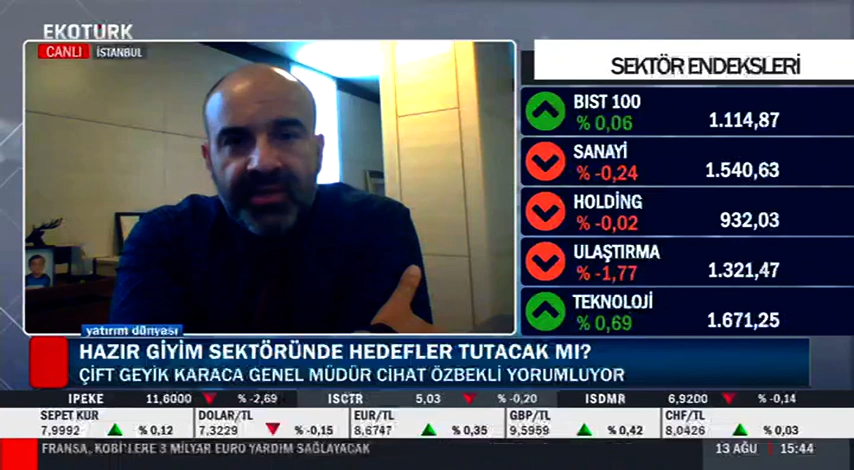 EKOTÜRK
CANLI İSTANBUL
SEKTÖR ENDEKSLERİ
BIST 100
% 0,06 1.114,87
SANAYİ
% -0,24 1.540,63
HOLDİNG
% -0,02 932,03
ULAŞTIRMA
% -1,77 1.321,47
TEKNOLOJİ
% 0,69 1.671,25
yatırım dünyası
HAZIR GİYİM SEKTÖRÜNDE HEDEFLER TUTACAK MI?
ÇİFT GEYİK KARACA GENEL MÜDÜR CİHAT ÖZBEKLİ YORUMLUYOR
IPEKE 11,6000 % -2,69 ISCTR 5,03 % -0,20 ISDMR 6,9200 % -0,14
SEPET KUR DOLAR/TL EUR/TL GBP/TL CHF/TL
7,9992 % 0,12 7,3229 % -0,15 8,6747 % 0,35 9,5959 % 0,42 8,0426 % 0,03
FRANSA, KOBİ'LERE 3 MİLYAR EURO YARDIM SAĞLAYACAK 13 AĞU 15:44